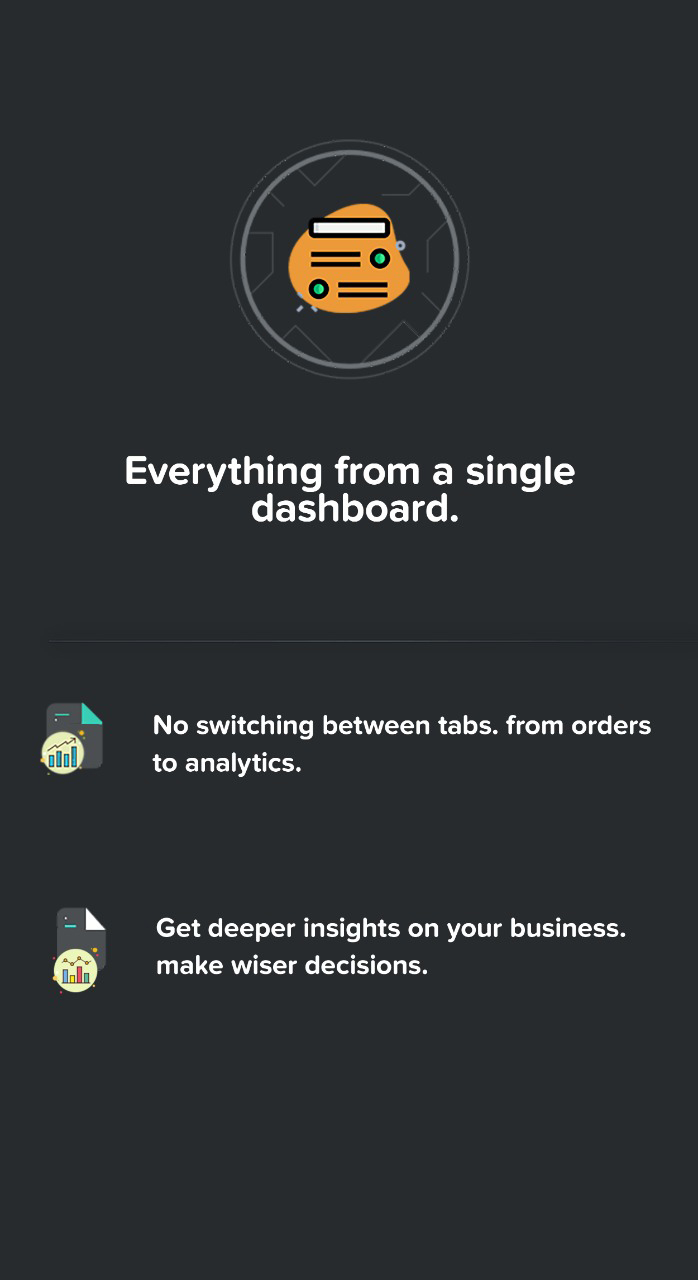 Everything from a single
dashboard.
No switching between tabs. from orders
to analytics.
Get deeper insights on your business.
make wiser decisions.